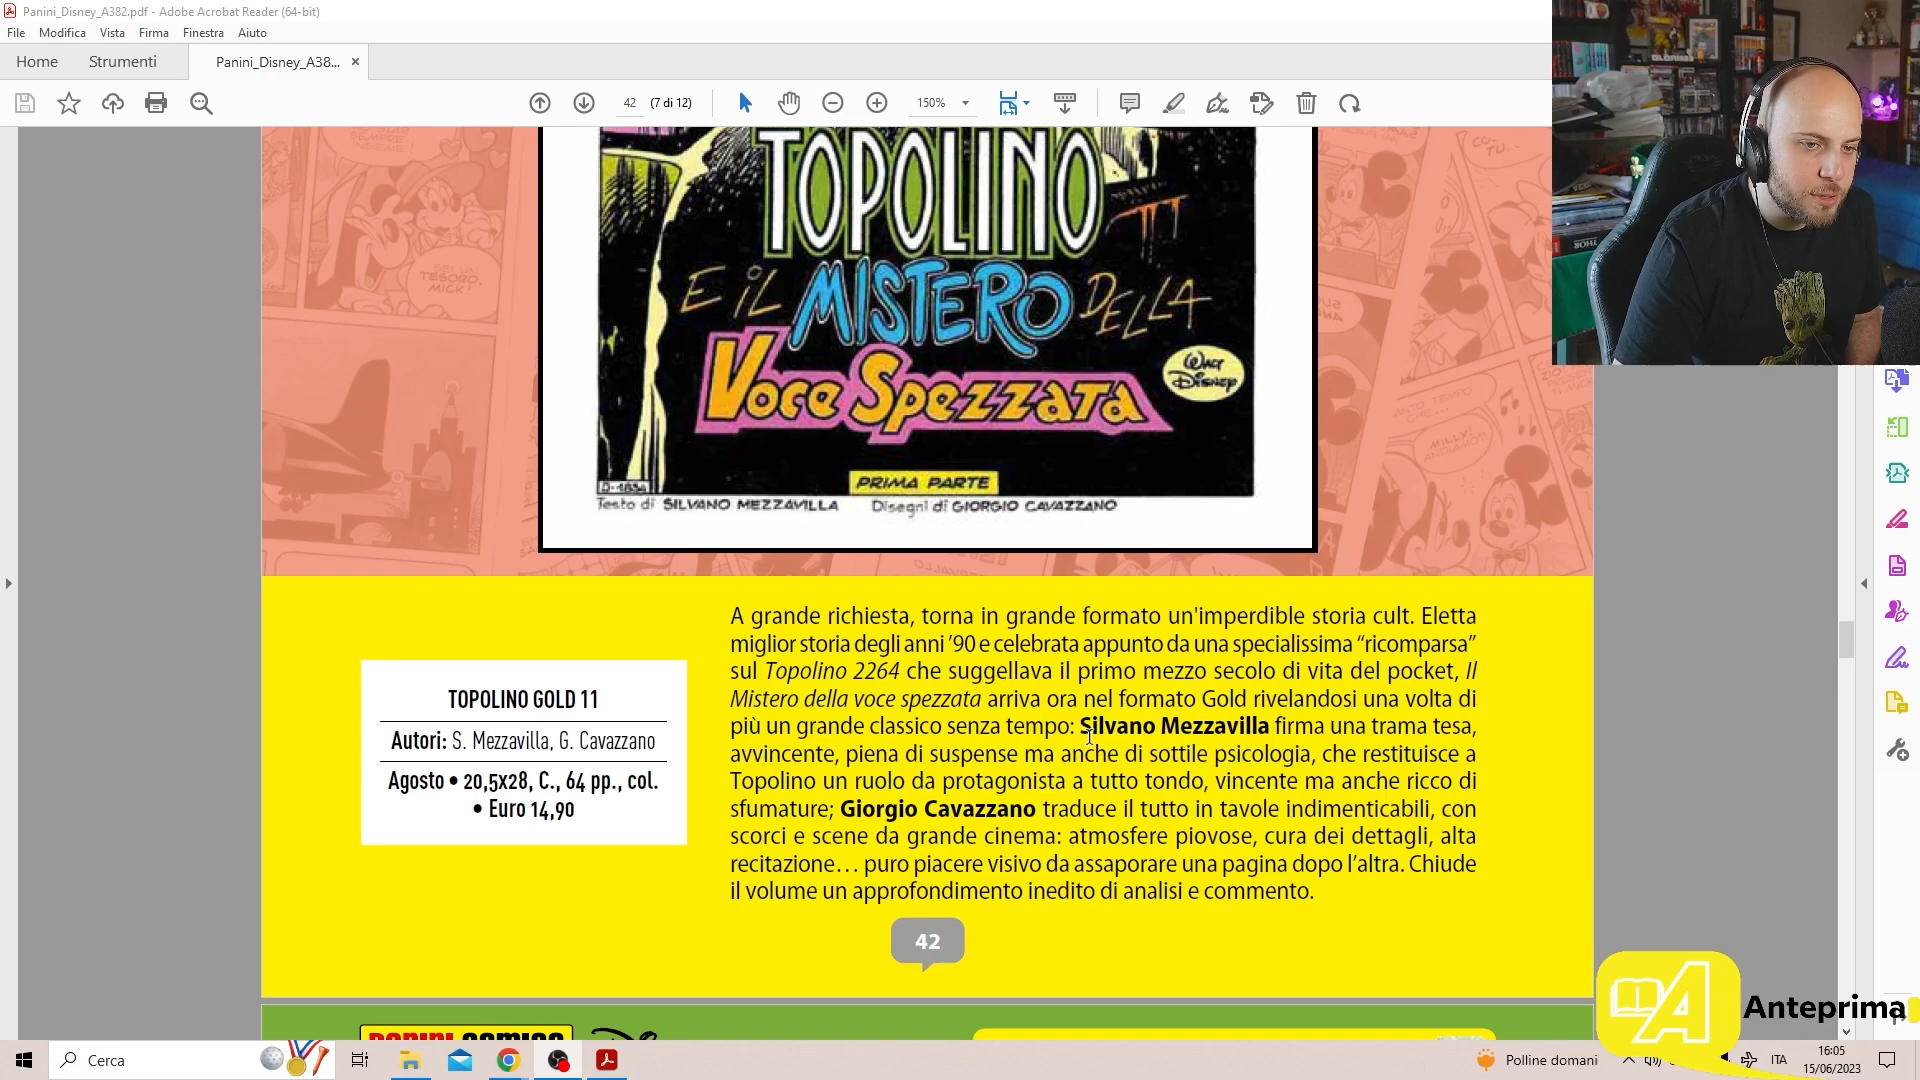 Panini_Disney_A382.pdf - Adobe Acrobat Reader (64-bit)
File Modifica Vista Firma Finestra Aiuto
Home Strumenti Panini_Disney_A38... ×
42 (7 di 12) 150%
TOPOLINO
E IL MISTERO DELLA
VOCE SPEZZATA
WALT DISNEY
PRIMA PARTE
D-1834
Testo di SILVANO MEZZAVILLA Disegni di GIORGIO CAVAZZANO
TESORO, MICK!
MILLY!
THOR
TOPOLINO GOLD 11
Autori: S. Mezzavilla, G. Cavazzano
Agosto • 20,5x28, C., 64 pp., col.
• Euro 14,90
A grande richiesta, torna in grande formato un'imperdible storia cult. Eletta
miglior storia degli anni ’90 e celebrata appunto da una specialissima “ricomparsa”
sul Topolino 2264 che suggellava il primo mezzo secolo di vita del pocket, Il
Mistero della voce spezzata arriva ora nel formato Gold rivelandosi una volta di
più un grande classico senza tempo: Silvano Mezzavilla firma una trama tesa,
avvincente, piena di suspense ma anche di sottile psicologia, che restituisce a
Topolino un ruolo da protagonista a tutto tondo, vincente ma anche ricco di
sfumature; Giorgio Cavazzano traduce il tutto in tavole indimenticabili, con
scorci e scene da grande cinema: atmosfere piovose, cura dei dettagli, alta
recitazione… puro piacere visivo da assaporare una pagina dopo l’altra. Chiude
il volume un approfondimento inedito di analisi e commento.
42
PANINI COMICS
A Anteprima
Cerca
Polline domani ITA
16:05
15/06/2023